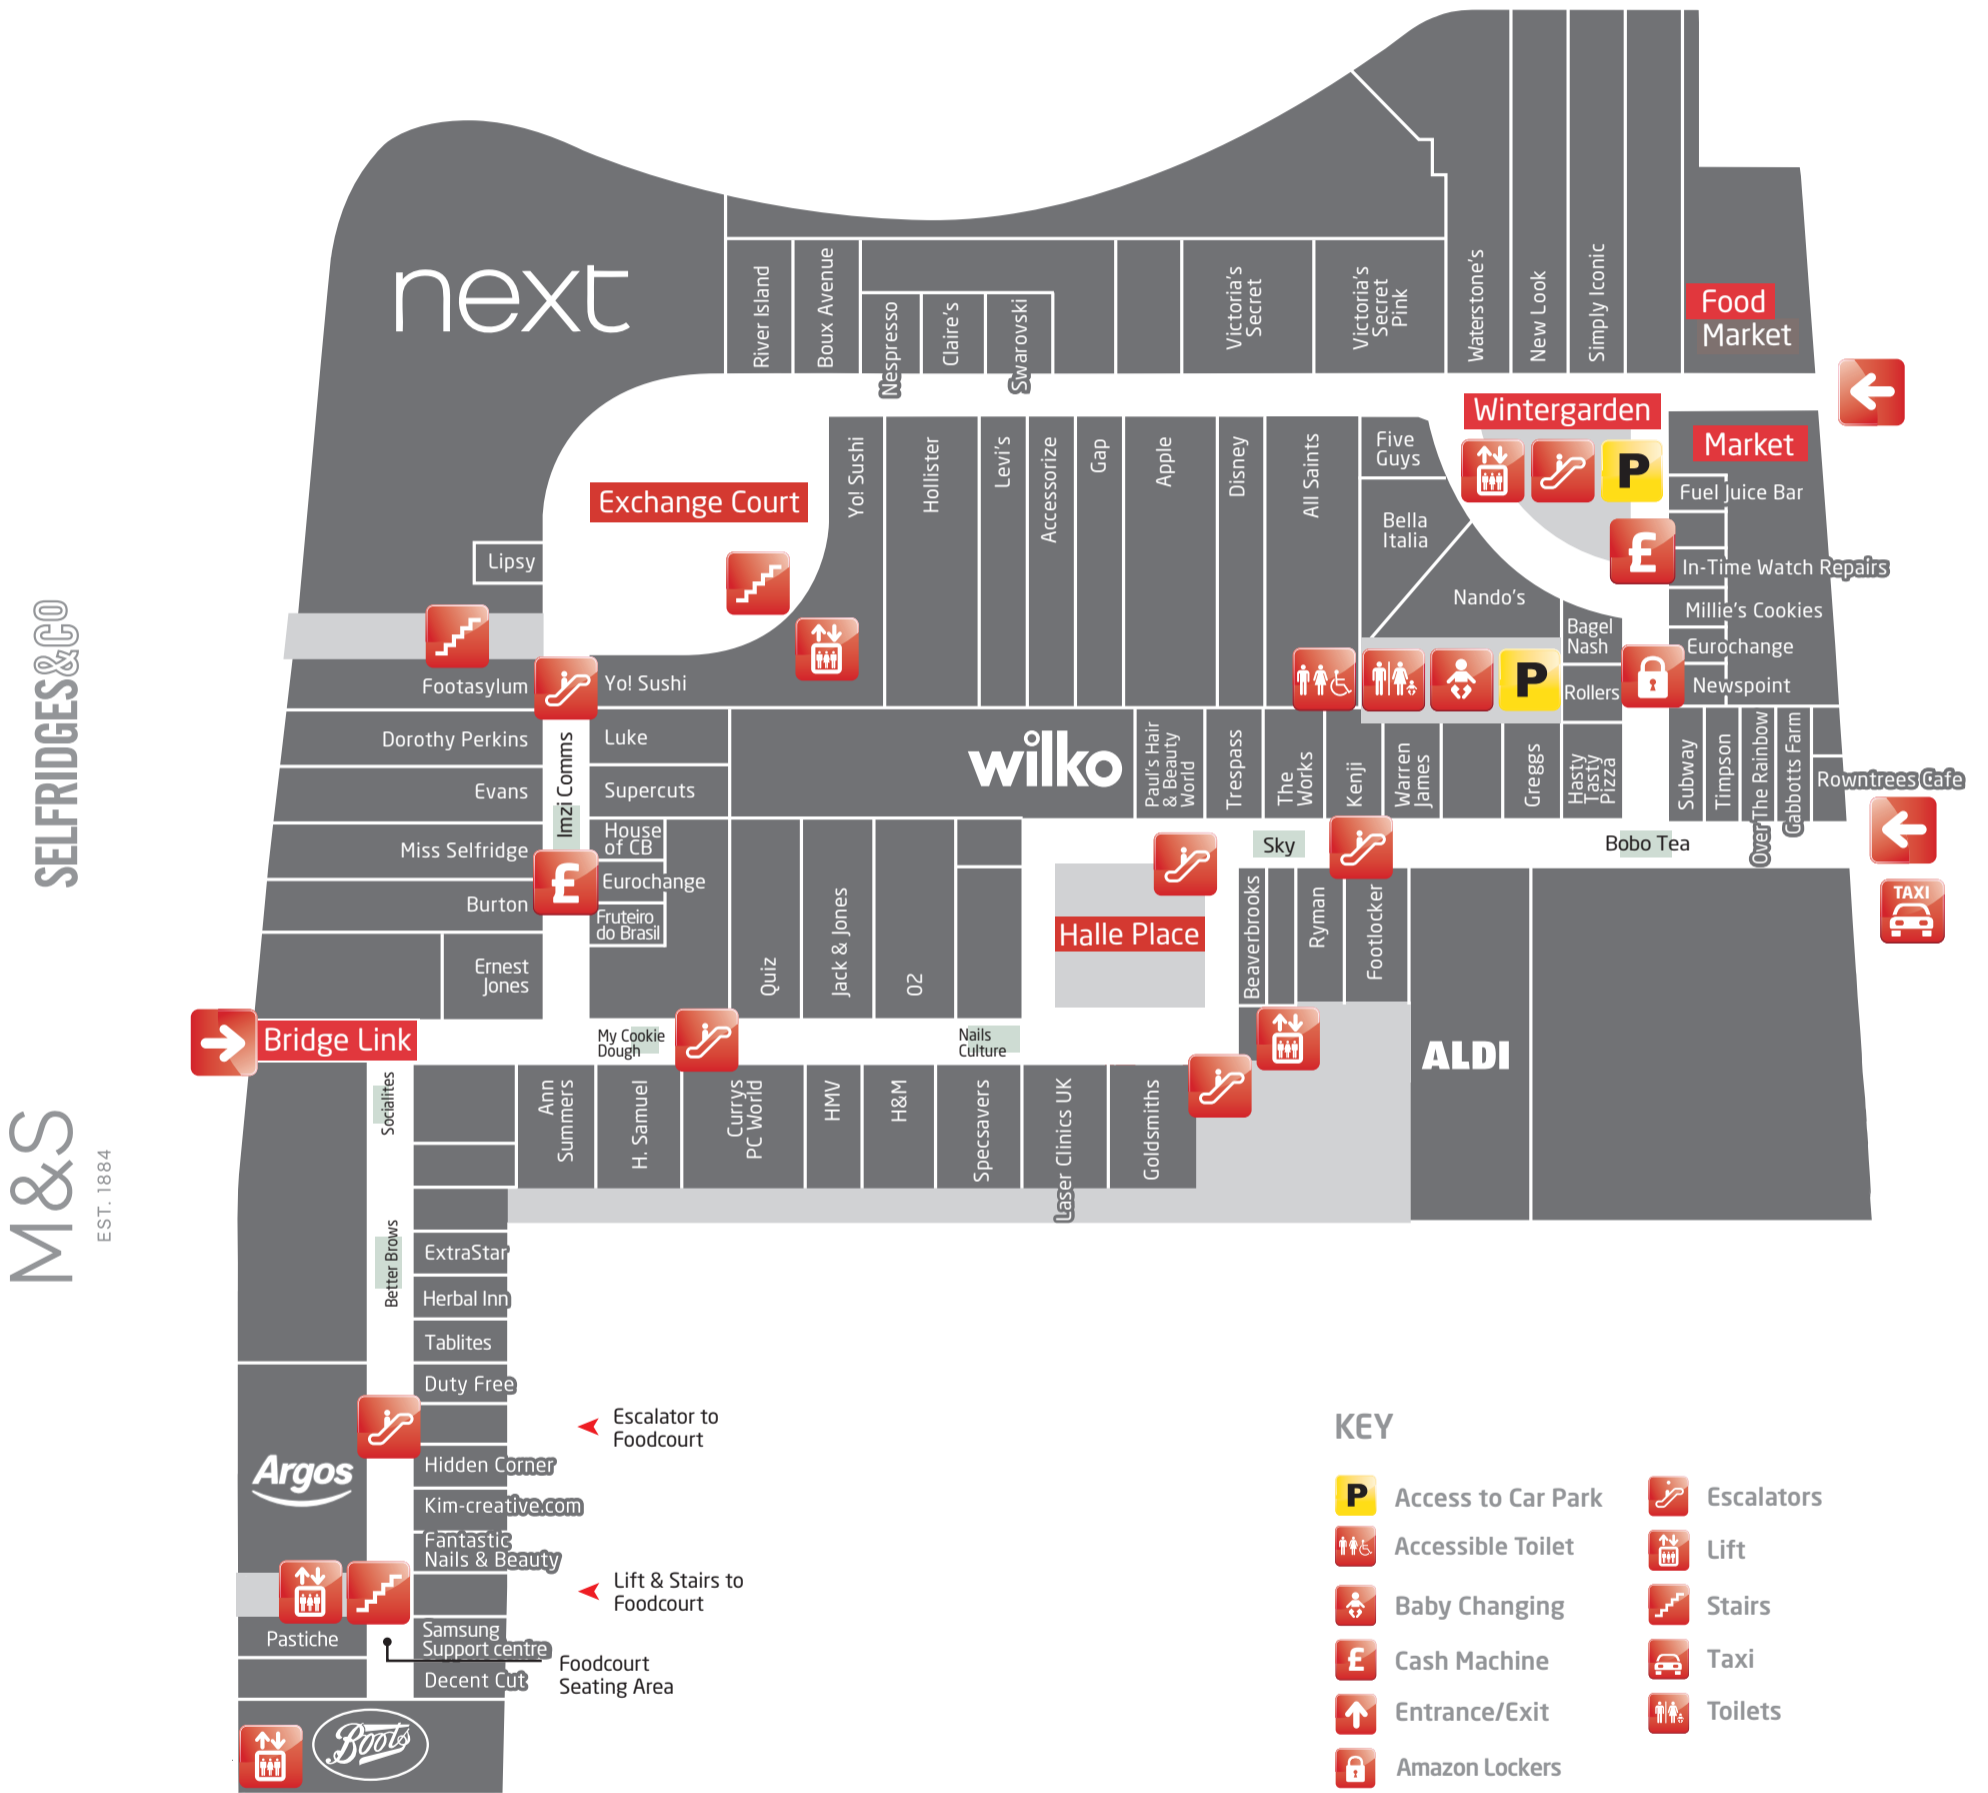 next
River Island
Boux Avenue
Nespresso
Claire's
Swarovski
Victoria's
Secret
Victoria's
Secret
Pink
Waterstone's
New Look
Simply Iconic
Food
Market
Wintergarden
Market
Exchange Court
Yo! Sushi
Hollister
Levi's
Accessorize
Gap
Apple
Disney
All Saints
Five
Guys
Bella
Italia
Nando's
P
£
Fuel Juice Bar
In-Time Watch Repairs
Millie's Cookies
Eurochange
Newspoint
Bagel
Nash
Rollers
P
Lipsy
SELFRIDGES&CO
Footasylum
Yo! Sushi
Dorothy Perkins
Evans
Miss Selfridge
Burton
Ernest
Jones
Imzi Comms
£
Luke
Supercuts
House
of CB
Eurochange
Fruteiro
do Brasil
wilko
Paul's Hair
& Beauty
World
Trespass
The
Works
Kenji
Warren
James
Greggs
Hasty
Tasty
Pizza
Subway
Timpson
Over The Rainbow
Gabbotts Farm
Rowntrees Cafe
Quiz
Jack & Jones
O2
Halle Place
Sky
Bobo Tea
TAXI
Beaverbrooks
Ryman
Footlocker
ALDI
Bridge Link
My Cookie
Dough
Nails
Culture
M&S
EST. 1884
Socialites
Ann
Summers
H. Samuel
Currys
PC World
HMV
H&M
Specsavers
Laser Clinics UK
Goldsmiths
Better Brows
ExtraStar
Herbal Inn
Tablites
Duty Free
Hidden Corner
Kim-creative.com
Fantastic
Nails & Beauty
Argos
Escalator to
Foodcourt
Lift & Stairs to
Foodcourt
Pastiche
Samsung
Support centre
Decent Cut
Foodcourt
Seating Area
Boots
KEY
P Access to Car Park
Accessible Toilet
Baby Changing
£ Cash Machine
Entrance/Exit
Amazon Lockers
Escalators
Lift
Stairs
Taxi
Toilets